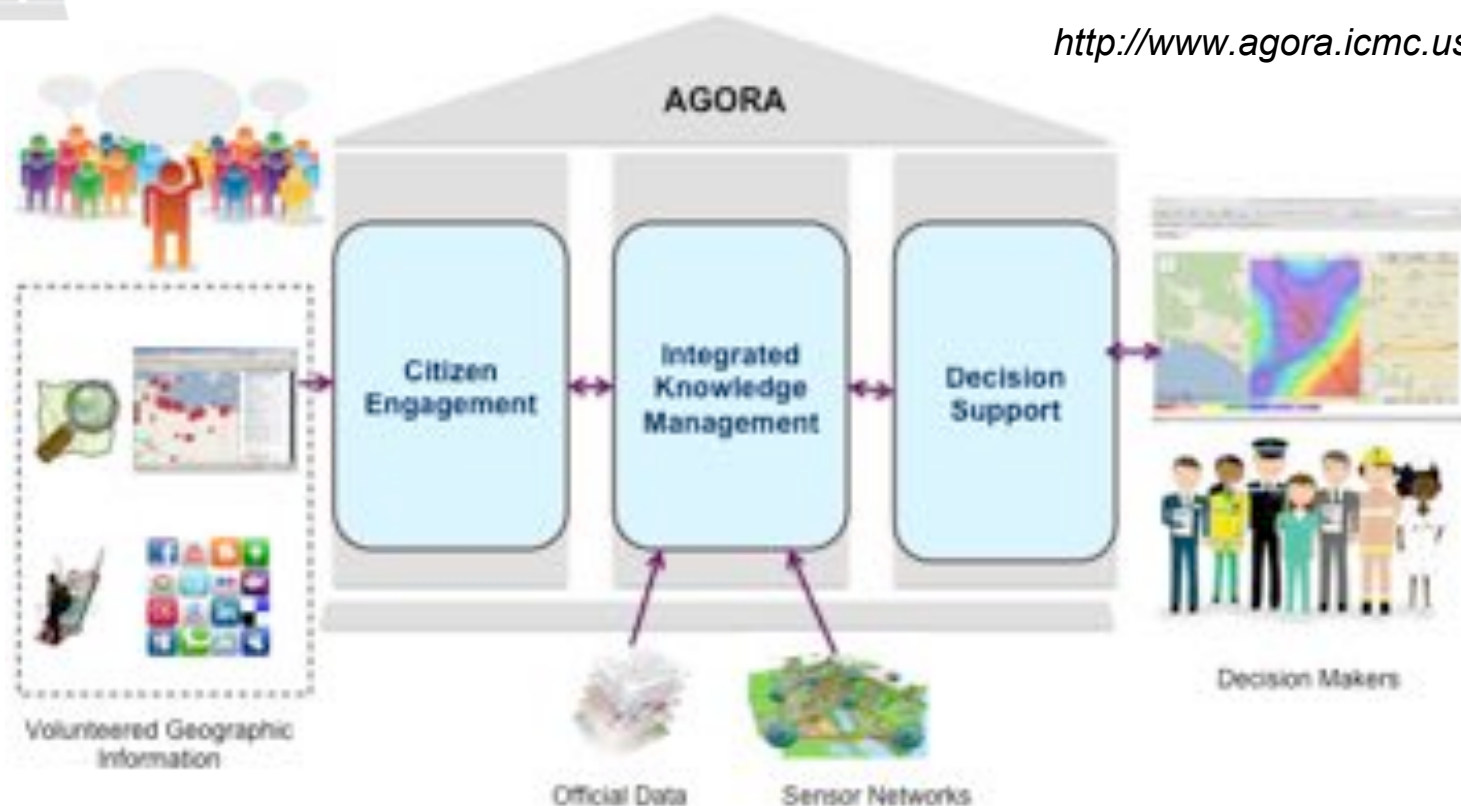 http://www.agora.icmc.us
AGORA
Citizen
Engagement
Integrated
Knowledge
Management
Decision
Support
Volunteered Geographic
Information
Official Data
Sensor Networks
Decision Makers